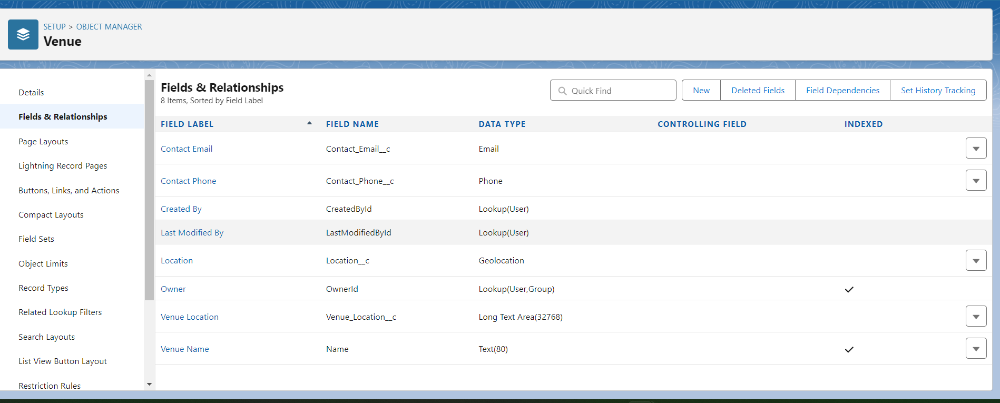 SETUP > OBJECT MANAGER
Venue
Details
Fields & Relationships
Page Layouts
Lightning Record Pages
Buttons, Links, and Actions
Compact Layouts
Field Sets
Object Limits
Record Types
Related Lookup Filters
Search Layouts
List View Button Layout
Restriction Rules
Fields & Relationships
8 Items, Sorted by Field Label
Quick Find
New
Deleted Fields
Field Dependencies
Set History Tracking
FIELD LABEL FIELD NAME DATA TYPE CONTROLLING FIELD INDEXED
Contact Email Contact_Email__c Email
Contact Phone Contact_Phone__c Phone
Created By CreatedById Lookup(User)
Last Modified By LastModifiedById Lookup(User)
Location Location__c Geolocation
Owner OwnerId Lookup(User,Group)
Venue Location Venue_Location__c Long Text Area(32768)
Venue Name Name Text(80)